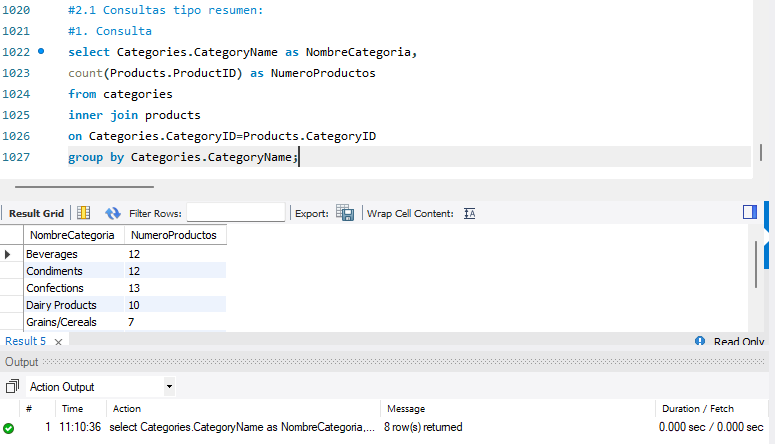 1020 #2.1 Consultas tipo resumen:
1021 #1. Consulta
1022 select Categories.CategoryName as NombreCategoria,
1023 count(Products.ProductID) as NumeroProductos
1024 from categories
1025 inner join products
1026 on Categories.CategoryID=Products.CategoryID
1027 group by Categories.CategoryName;
Result Grid Filter Rows: Export: Wrap Cell Content: IA
NombreCategoria NumeroProductos
Beverages 12
Condiments 12
Confections 13
Dairy Products 10
Grains/Cereals 7
Result 5 Read Only
Output
Action Output
# Time Action Message Duration / Fetch
1 11:10:36 select Categories.CategoryName as NombreCategoria,... 8 row(s) returned 0.000 sec / 0.000 sec